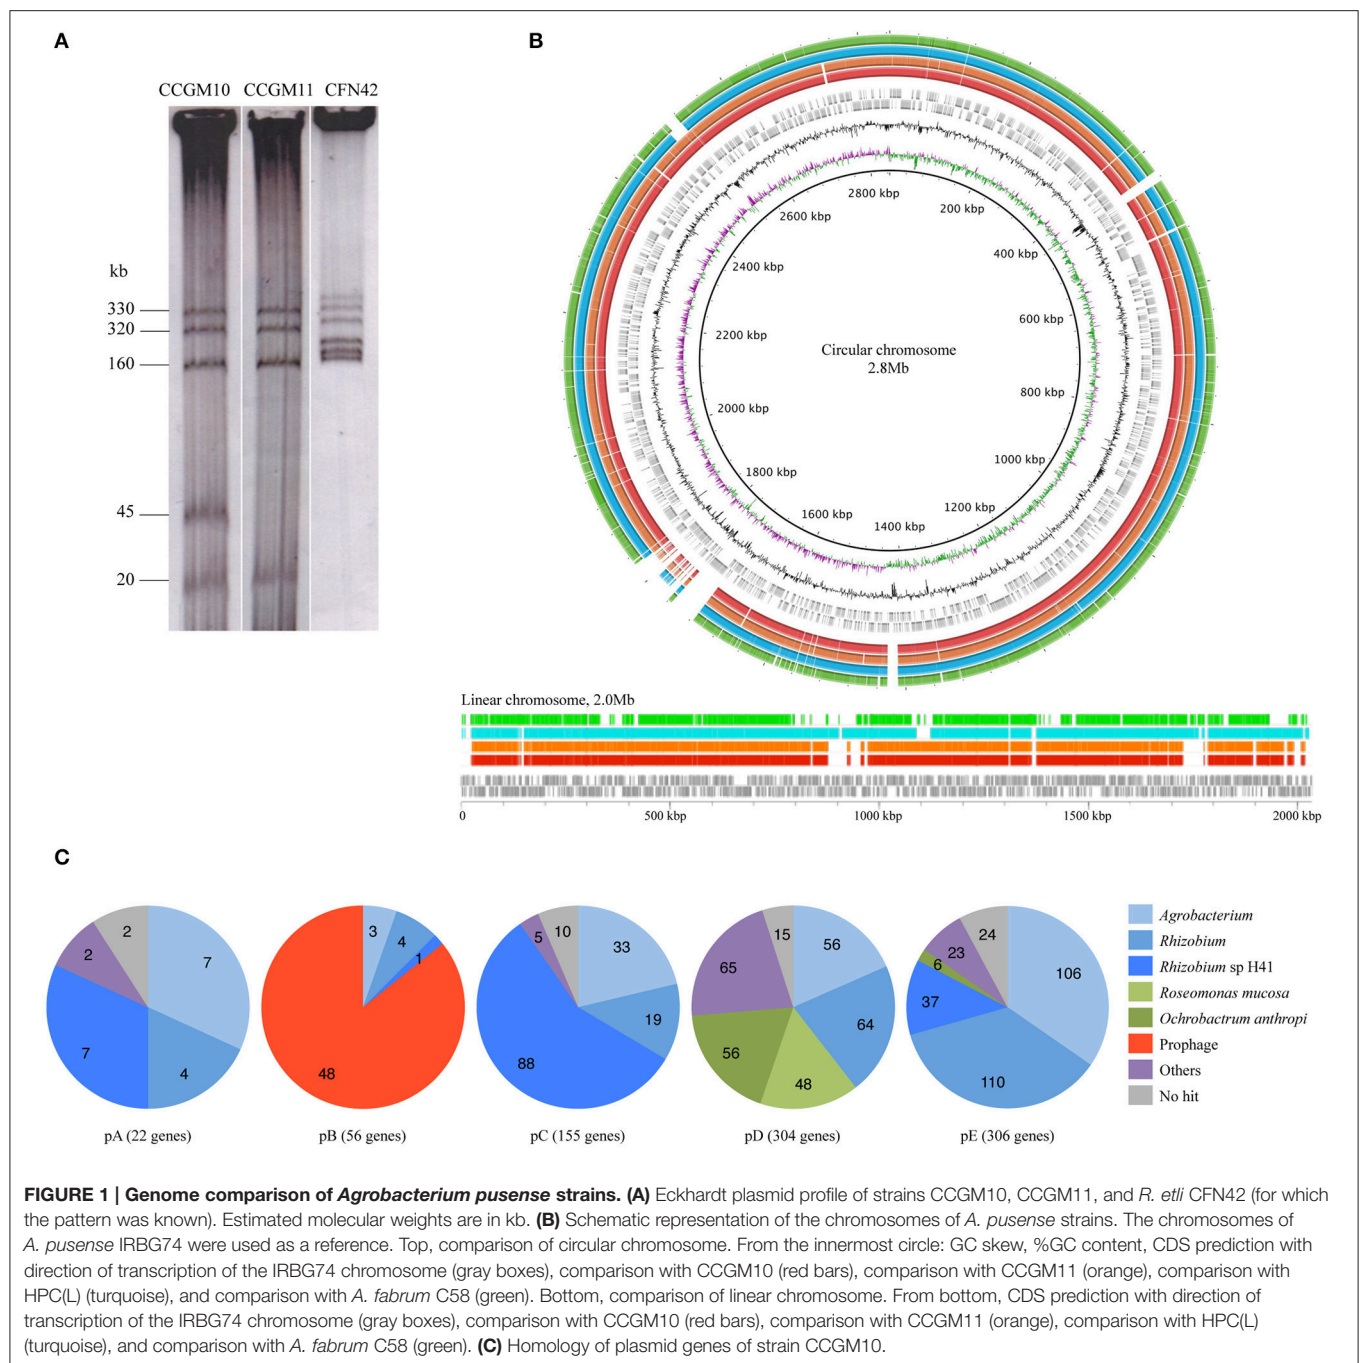 A
CCGM10 CCGM11 CFN42
kb
330
320
160
45
20
B
2800 kbp
200 kbp
400 kbp
600 kbp
800 kbp
1000 kbp
1200 kbp
1400 kbp
1600 kbp
1800 kbp
2000 kbp
2200 kbp
2400 kbp
2600 kbp
Circular chromosome
2.8Mb
Linear chromosome, 2.0Mb
0 500 kbp 1000 kbp 1500 kbp 2000 kbp
C
7
4
7
2
2
pA (22 genes)
3
4
1
48
pB (56 genes)
33
19
88
5
10
pC (155 genes)
56
64
48
56
65
15
pD (304 genes)
106
110
37
6
23
24
pE (306 genes)
Agrobacterium
Rhizobium
Rhizobium sp H41
Roseomonas mucosa
Ochrobactrum anthropi
Prophage
Others
No hit
FIGURE 1 | Genome comparison of Agrobacterium pusense strains. (A) Eckhardt plasmid profile of strains CCGM10, CCGM11, and R. etli CFN42 (for which
the pattern was known). Estimated molecular weights are in kb. (B) Schematic representation of the chromosomes of A. pusense strains. The chromosomes of
A. pusense IRBG74 were used as a reference. Top, comparison of circular chromosome. From the innermost circle: GC skew, %GC content, CDS prediction with
direction of transcription of the IRBG74 chromosome (gray boxes), comparison with CCGM10 (red bars), comparison with CCGM11 (orange), comparison with
HPC(L) (turquoise), and comparison with A. fabrum C58 (green). Bottom, comparison of linear chromosome. From bottom, CDS prediction with direction of
transcription of the IRBG74 chromosome (gray boxes), comparison with CCGM10 (red bars), comparison with CCGM11 (orange), comparison with HPC(L)
(turquoise), and comparison with A. fabrum C58 (green). (C) Homology of plasmid genes of strain CCGM10.